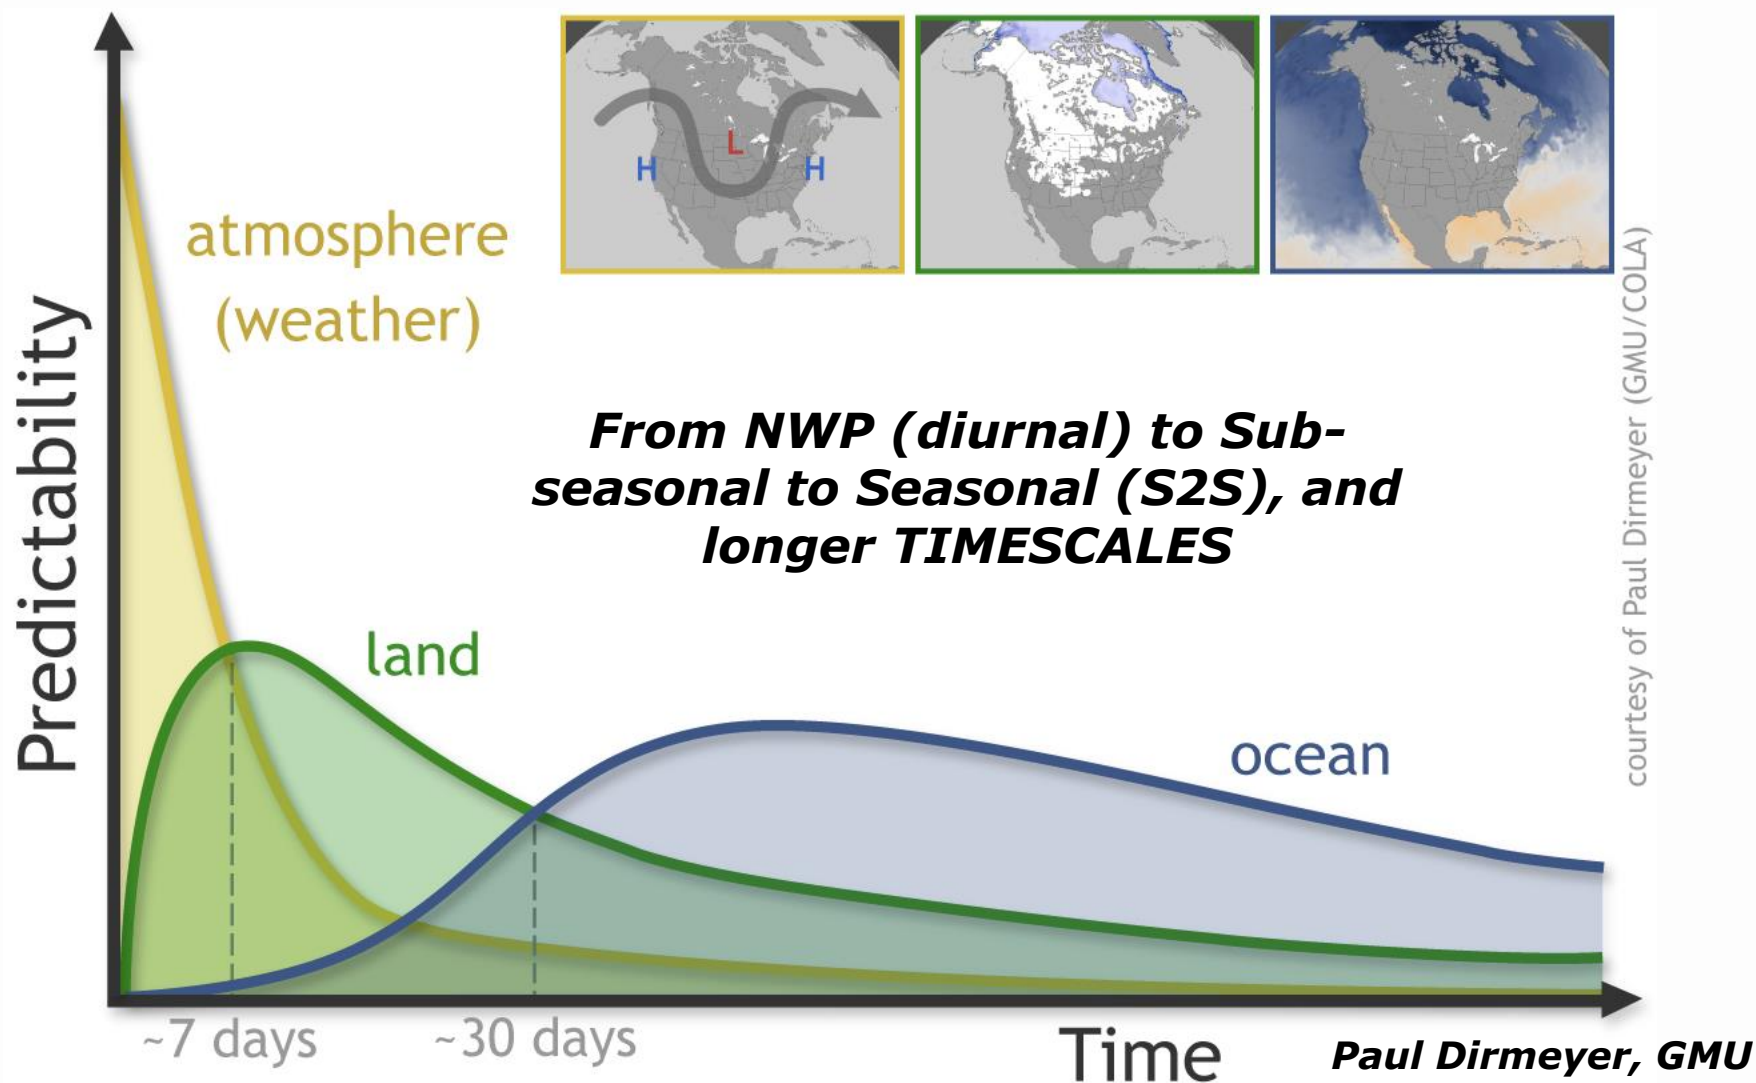 H
L
H
atmosphere
(weather)
Predictability
From NWP (diurnal) to Sub-
seasonal to Seasonal (S2S), and
longer TIMESCALES
land
ocean
courtesy of Paul Dirmeyer (GMU/COLA)
~7 days
~30 days
Time
Paul Dirmeyer, GMU